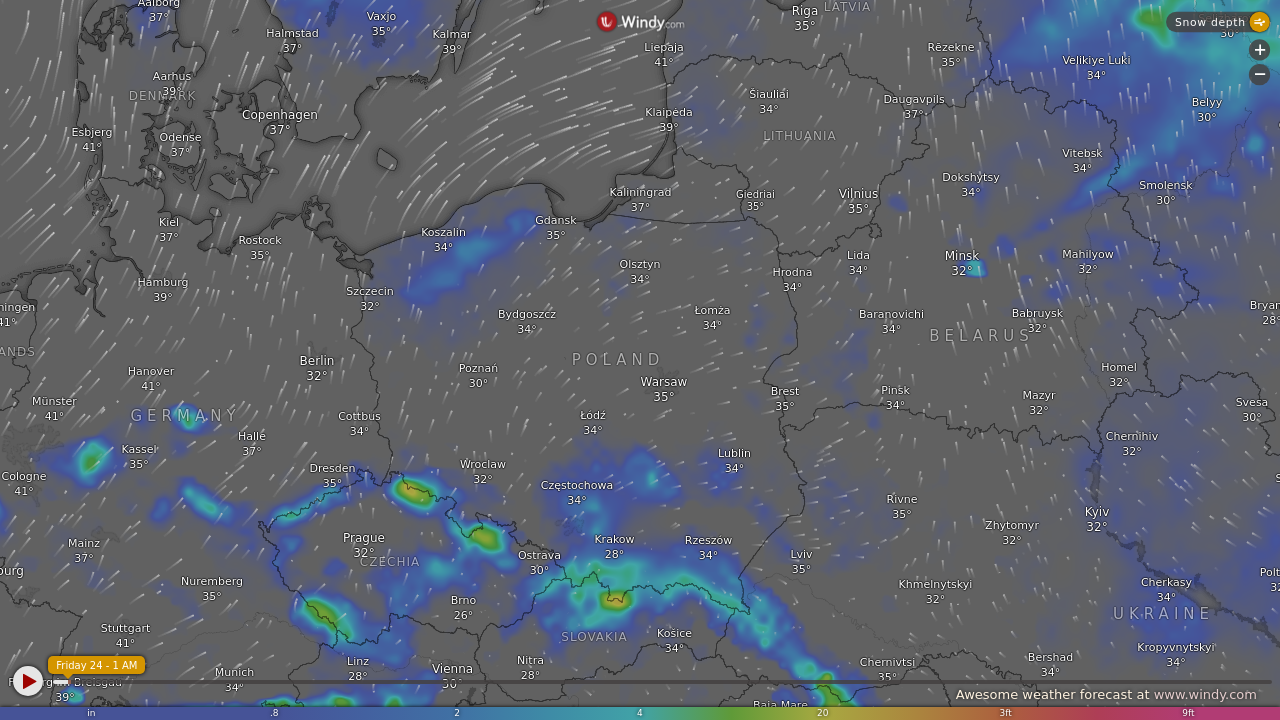 Aalborg
37°
Vaxjo
35°
Halmstad
37°
Kalmar
39°
Windy.com
Riga
35°
LATVIA
Snow depth
30°
+
−
Liepaja
41°
Rēzekne
35°
Velikiye Luki
34°
Aarhus
39°
DENMARK
Šiauliai
34°
Daugavpils
37°
Belyy
30°
Copenhagen
37°
Klaipėda
39°
Esbjerg
41°
Odense
37°
LITHUANIA
Vitebsk
34°
Dokshytsy
34°
Smolensk
30°
Kaliningrad
37°
Giedriai
35°
Vilnius
35°
Kiel
37°
Rostock
35°
Koszalin
34°
Gdansk
35°
Olsztyn
34°
Hrodna
34°
Lida
34°
Minsk
32°
Mahilyow
32°
Hamburg
39°
Szczecin
32°
ningen
41°
Bydgoszcz
34°
Łomża
34°
Baranovichi
34°
Babruysk
32°
Bryan
28°
BELARUS
ANDS
Berlin
32°
POLAND
Hanover
41°
Poznań
30°
Warsaw
35°
Brest
35°
Pinsk
34°
Homel
32°
Mazyr
32°
Münster
41°
GERMANY
Cottbus
34°
Łódź
34°
Svesa
30°
Kassel
35°
Halle
37°
Chernihiv
32°
Lublin
34°
Dresden
35°
Wroclaw
32°
Cologne
41°
Częstochowa
34°
S
Rivne
35°
Kyiv
32°
Zhytomyr
32°
Mainz
37°
Prague
32°
CZECHIA
Krakow
28°
Rzeszów
34°
Ostrava
30°
Lviv
35°
burg
Nuremberg
35°
Brno
26°
Khmelnytskyi
32°
Cherkasy
34°
Polt
32
UKRAINE
Stuttgart
41°
SLOVAKIA
Košice
34°
Kropyvnytskyi
34°
Friday 24 - 1 AM
Linz
28°
Vienna
30°
Nitra
28°
Chernivtsi
35°
Bershad
34°
Munich
34°
Breisgau
39°
Baia Mare
Awesome weather forecast at www.windy.com
in .8 2 4 20 3ft 9ft